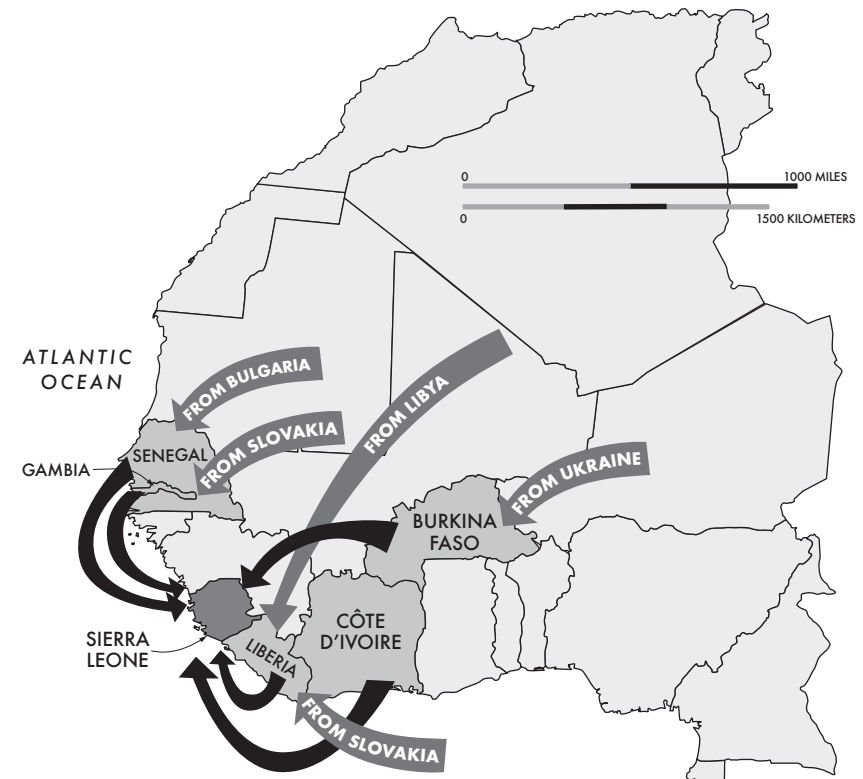 0
1000 MILES
0
1500 KILOMETERS
ATLANTIC
OCEAN
FROM BULGARIA
FROM LIBYA
FROM SLOVAKIA
SENEGAL
GAMBIA
FROM UKRAINE
BURKINA
FASO
CÔTE
D'IVOIRE
SIERRA
LEONE
LIBERIA
FROM SLOVAKIA